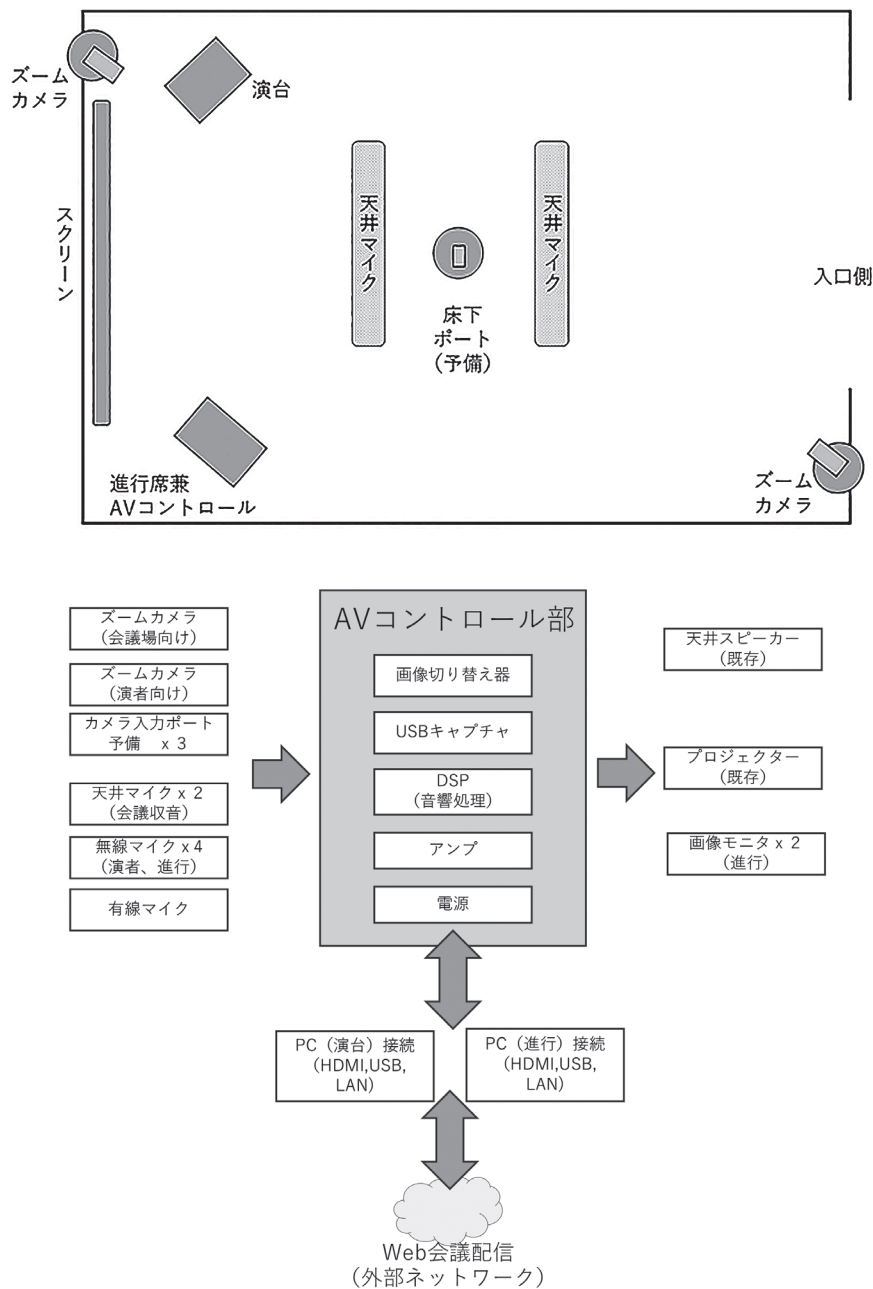 ズーム
カメラ
演台
スクリーン
天井マイク
天井マイク
床下
ポート
(予備)
入口側
進行席兼
AVコントロール
ズーム
カメラ
AVコントロール部
ズームカメラ
(会議場向け)
ズームカメラ
(演者向け)
カメラ入力ポート
予備 x 3
天井マイク x 2
(会議収音)
無線マイク x 4
(演者、進行)
有線マイク
画像切り替え器
USBキャプチャ
DSP
(音響処理)
アンプ
電源
天井スピーカー
(既存)
プロジェクター
(既存)
画像モニタ x 2
(進行)
PC(演台)接続
(HDMI,USB,
LAN)
PC(進行)接続
(HDMI,USB,
LAN)
Web会議配信
(外部ネットワーク)